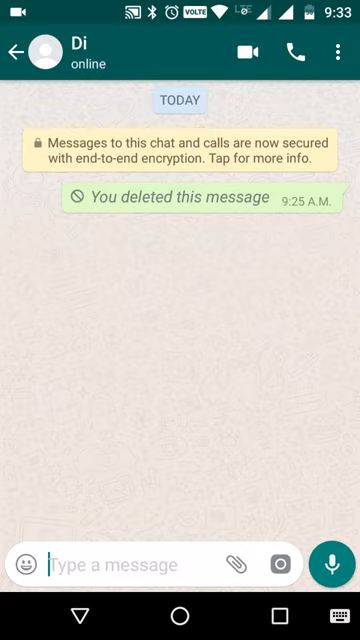 VOLTE
LTE
9:33
Di
online
TODAY
Messages to this chat and calls are now secured
with end-to-end encryption. Tap for more info.
You deleted this message
9:25 A.M.
Type a message